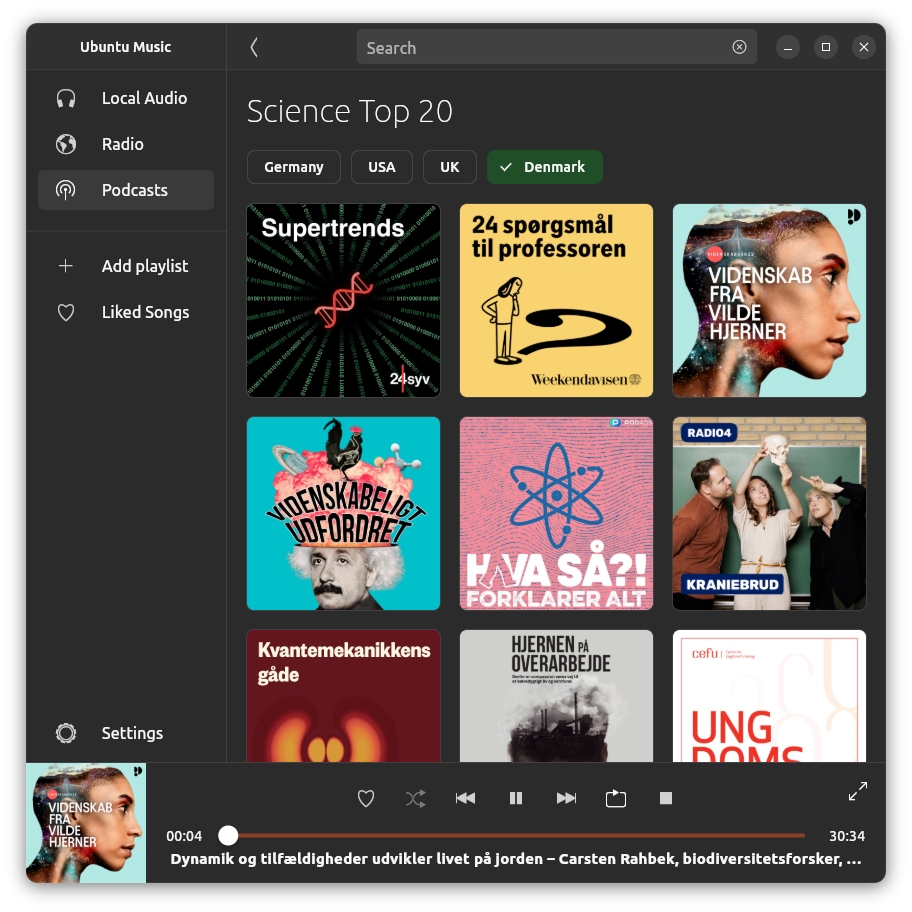 Ubuntu Music
Search
Local Audio
Radio
Podcasts
Add playlist
Liked Songs
Settings
Science Top 20
Germany
USA
UK
Denmark
Supertrends
24syv
24 spørgsmål
til professoren
Weekendavisen
VIDENSKAB
FRA
VILDE
HJERNER
VIDENSKABELIGT
UDFORDRET
HVA SÅ?!
FORKLARER ALT
RADIO4
KRANIEBRUD
Kvantemekanikkens
gåde
HJERNEN PÅ
OVERARBEJDE
cefu
UNG
DOMS
VIDENSKAB
FRA
VILDE
HJERNER
00:04
30:34
Dynamik og tilfældigheder udvikler livet på jorden – Carsten Rahbek, biodiversitetsforsker, ...